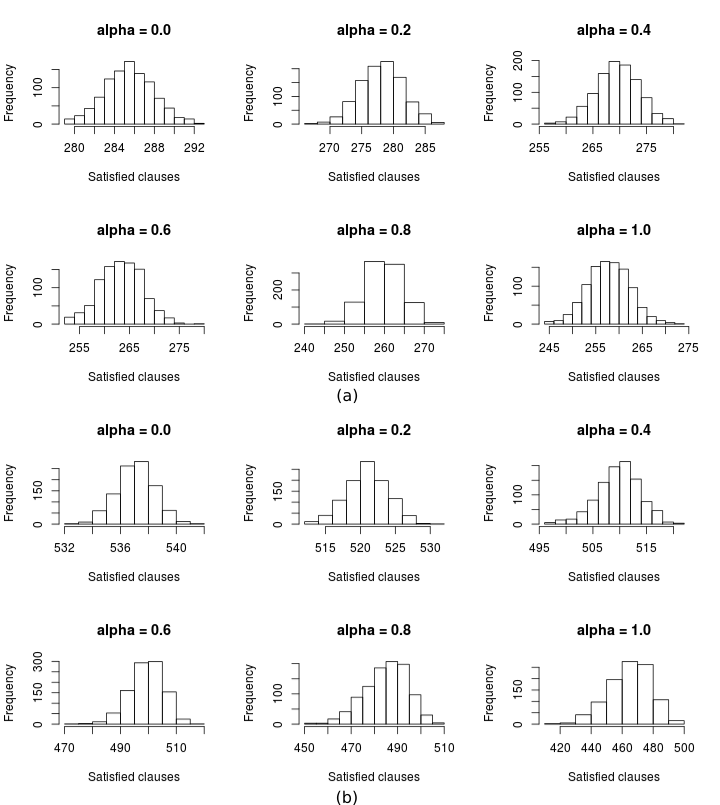 alpha = 0.0 alpha = 0.2 alpha = 0.4
Frequency 0 100 280 284 288 292 Satisfied clauses
Frequency 0 100 270 275 280 285 Satisfied clauses
Frequency 0 100 200 255 265 275 Satisfied clauses
alpha = 0.6 alpha = 0.8 alpha = 1.0
Frequency 0 100 255 265 275 Satisfied clauses
Frequency 0 200 240 250 260 270 Satisfied clauses
Frequency 0 100 245 255 265 275 Satisfied clauses
(a)
alpha = 0.0 alpha = 0.2 alpha = 0.4
Frequency 0 150 532 536 540 Satisfied clauses
Frequency 0 150 515 520 525 530 Satisfied clauses
Frequency 0 100 495 505 515 Satisfied clauses
alpha = 0.6 alpha = 0.8 alpha = 1.0
Frequency 0 150 300 470 490 510 Satisfied clauses
Frequency 0 100 450 470 490 510 Satisfied clauses
Frequency 0 150 420 440 460 480 500 Satisfied clauses
(b)